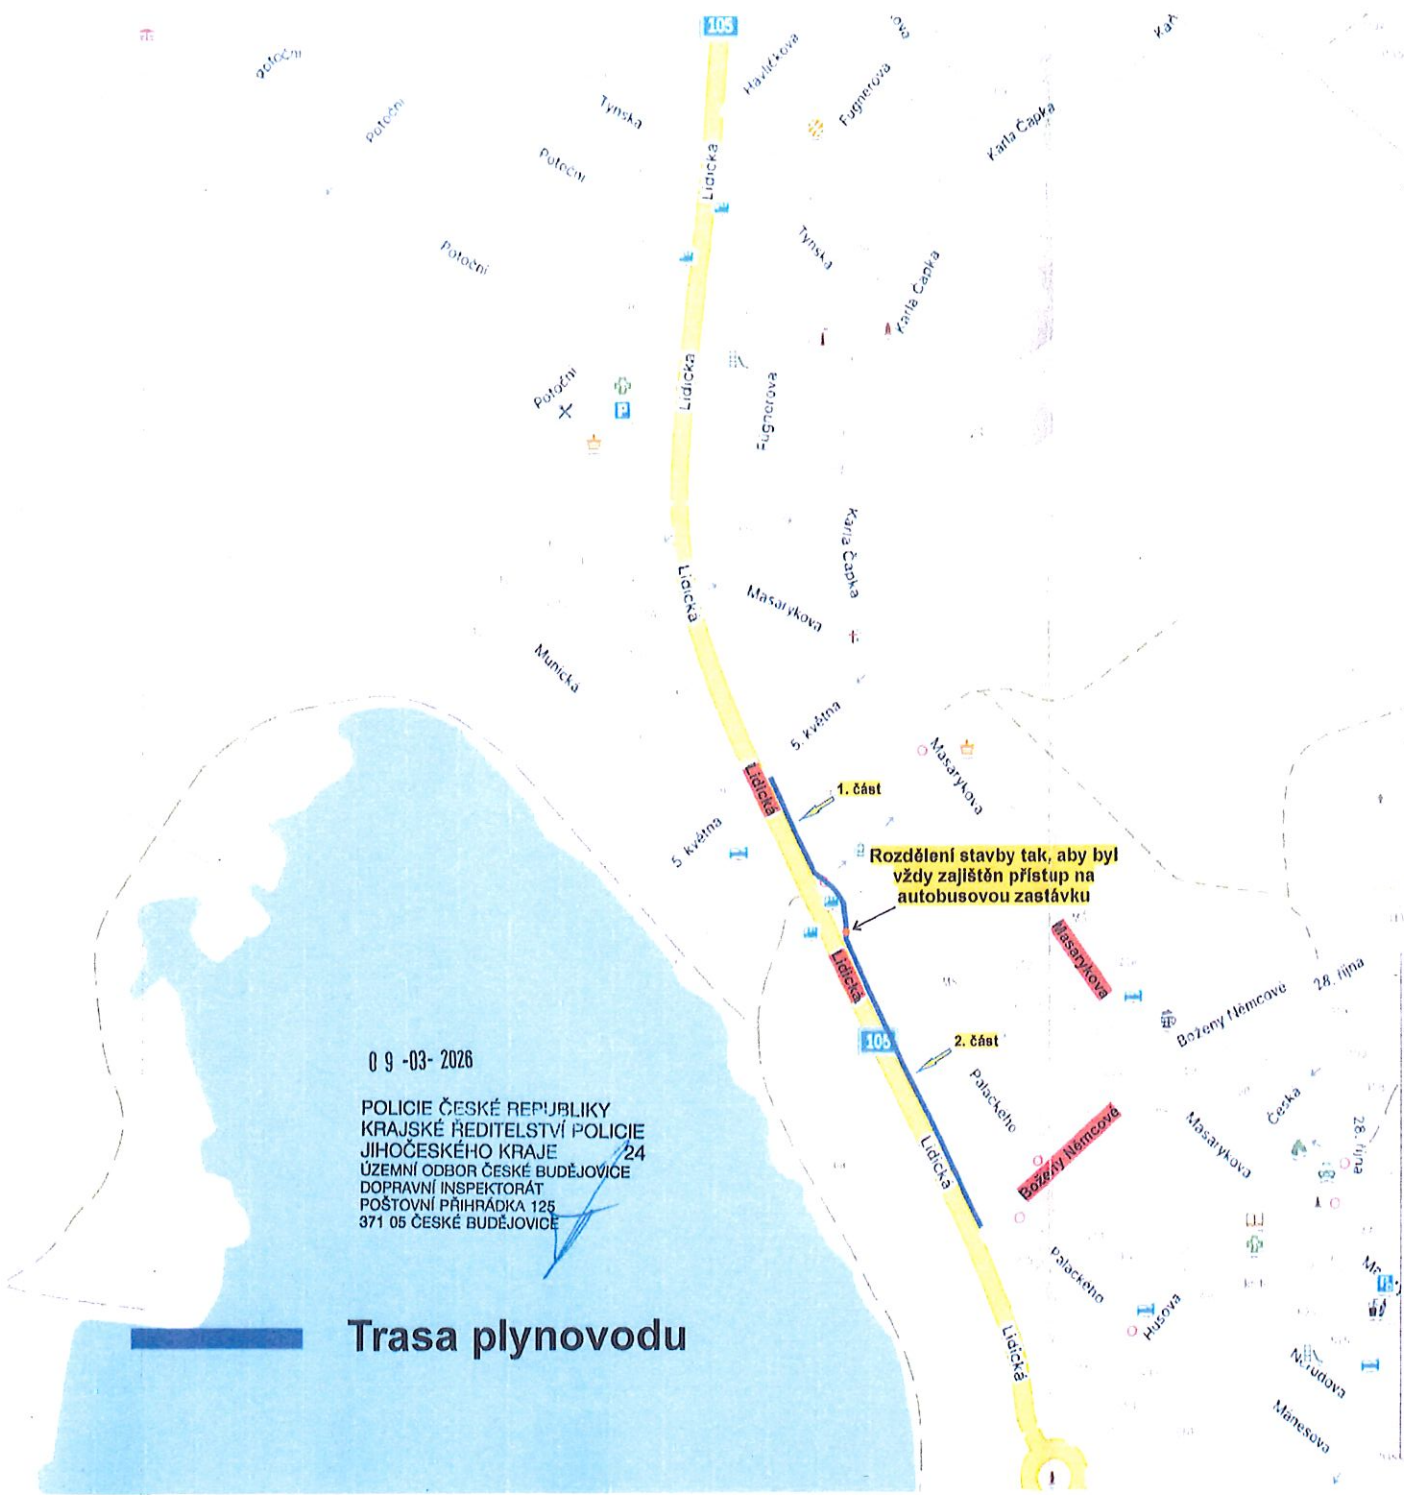 105
Havlíčkova
Fugnerova
Karla Čapka
Potoční
Potoční
Týnská
Potoční
Lidická
Týnská
Potoční
Karla Čapka
Lidická
Potoční
P
Fugnerova
Karla Čapka
Lidická
Masarykova
Munická
5. května
Masarykova
Lidická
1. část
5. května
Rozdělení stavby tak, aby byl
vždy zajištěn přístup na
autobusovou zastávku
Masarykova
Lidická
28. října
Boženy Němcové
105
2. část
Palackého
Česká
Masarykova
28. října
Boženy Němcové
Lidická
09-03-2026
POLICIE ČESKÉ REPUBLIKY
KRAJSKÉ ŘEDITELSTVÍ POLICIE
JIHOČESKÉHO KRAJE 24
ÚZEMNÍ ODBOR ČESKÉ BUDĚJOVICE
DOPRAVNÍ INSPEKTORÁT
POŠTOVNÍ PŘIHRÁDKA 125
371 05 ČESKÉ BUDĚJOVICE
Palackého
Husova
Trasa plynovodu
Lidická
Nerudova
Mánesova